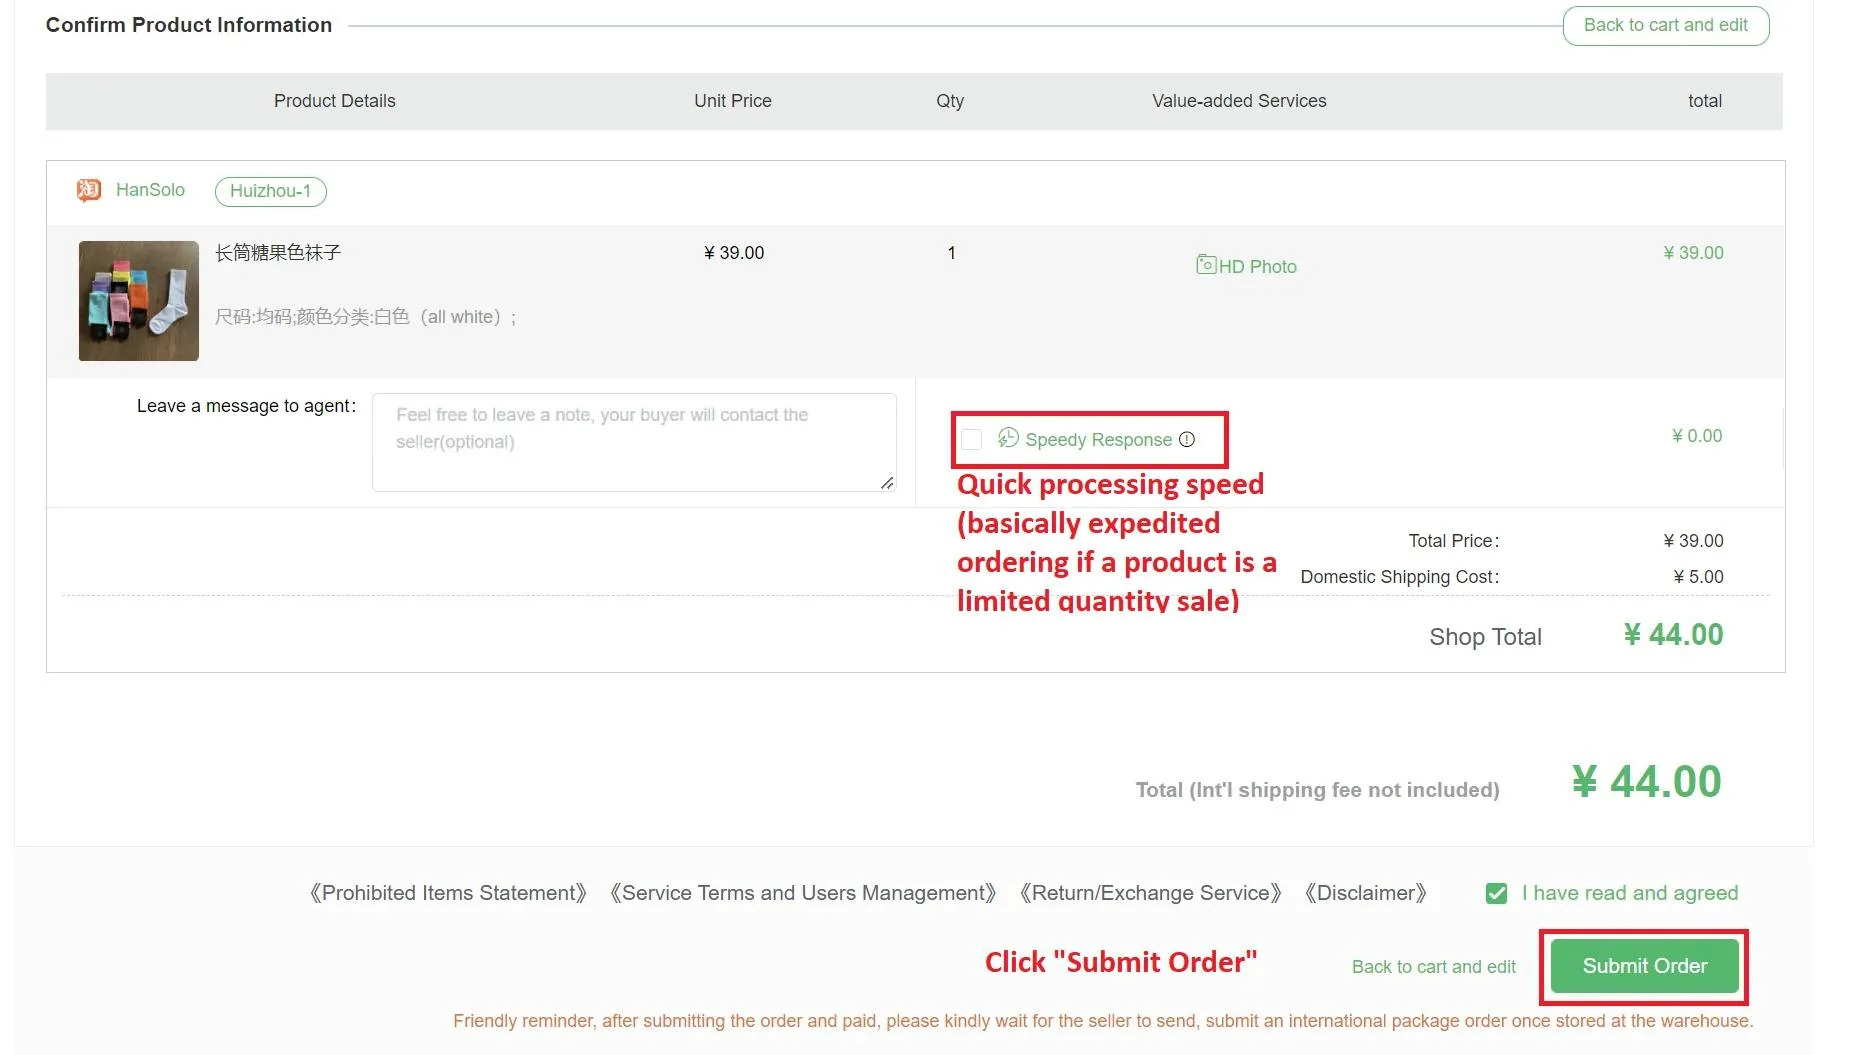 Confirm Product Information
Back to cart and edit
Product Details Unit Price Qty Value-added Services total
淘 HanSolo Huizhou-1
长筒糖果色袜子 ¥ 39.00 1 HD Photo ¥ 39.00
尺码:均码;颜色分类:白色（all white）;
Leave a message to agent:
Feel free to leave a note, your buyer will contact the
seller(optional)
Speedy Response ¥ 0.00
Quick processing speed
(basically expedited
ordering if a product is a
limited quantity sale)
Total Price: ¥ 39.00
Domestic Shipping Cost: ¥ 5.00
Shop Total ¥ 44.00
Total (Int'l shipping fee not included) ¥ 44.00
《Prohibited Items Statement》 《Service Terms and Users Management》 《Return/Exchange Service》 《Disclaimer》 I have read and agreed
Click "Submit Order" Back to cart and edit Submit Order
Friendly reminder, after submitting the order and paid, please kindly wait for the seller to send, submit an international package order once stored at the warehouse.